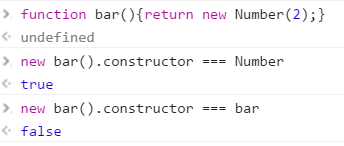 > function bar(){return new Number(2);}
< undefined
> new bar().constructor === Number
< true
> new bar().constructor === bar
< false